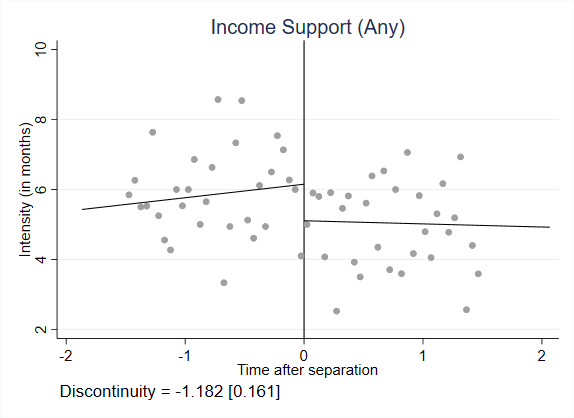 Income Support (Any)
10
8
6
4
2
Intensity (in months)
-2 -1 0 1 2
Time after separation
Discontinuity = -1.182 [0.161]